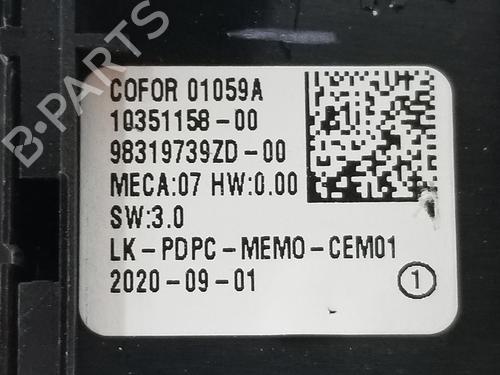 COFOR 01059A
10351158-00
98319739ZD-00
MECA:07 HW:0.00
SW:3.0
LK-PDPC-MEMO-CEM01
2020-09-01
1
B-PARTS